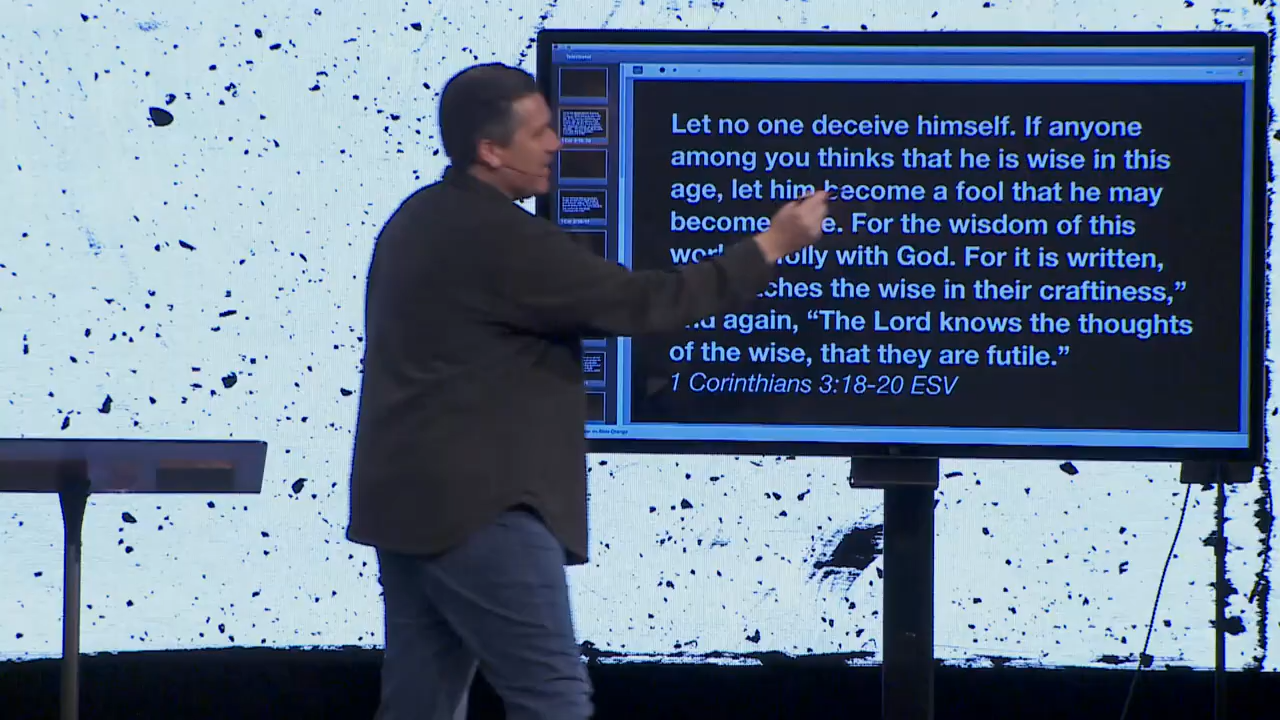 Let no one deceive himself. If anyone
among you thinks that he is wise in this
age, let him become a fool that he may
become. For the wisdom of this
with God. For it is written,
the wise in their craftiness,”
again, “The Lord knows the thoughts
of the wise, that they are futile.”
1 Corinthians 3:18-20 ESV